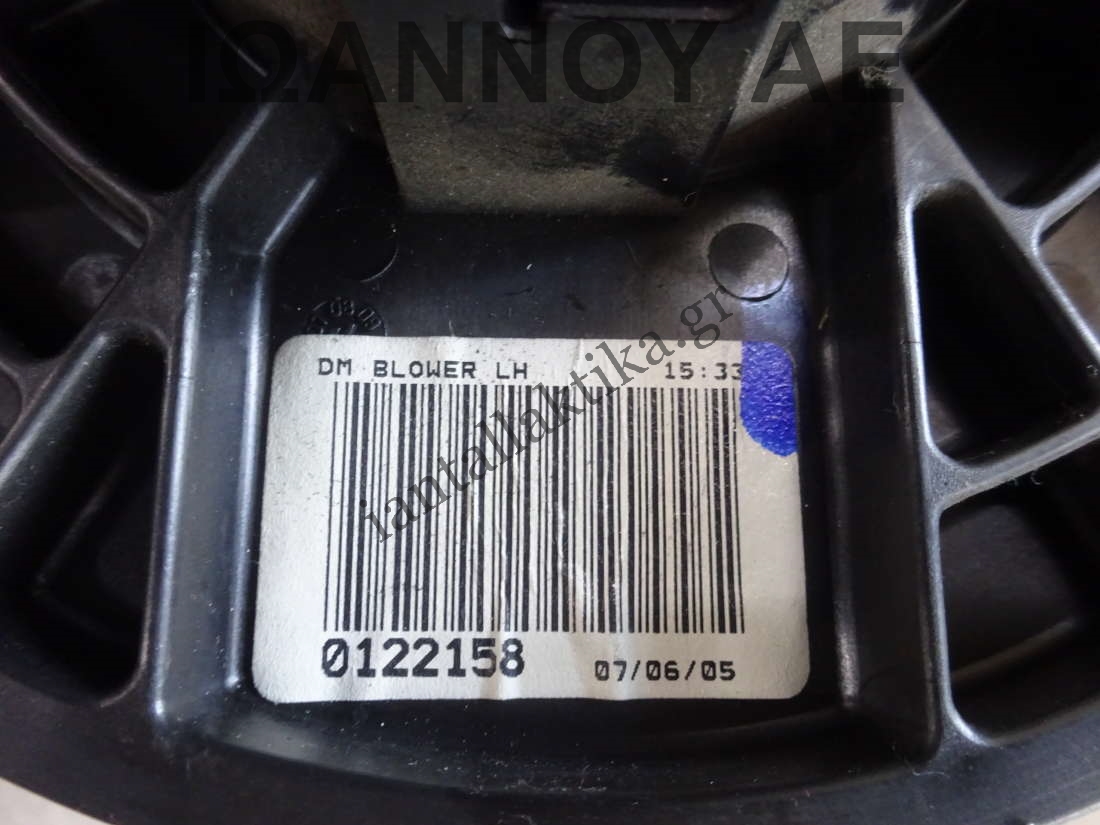 ΙΩΑΝΝΟΥ ΑΕ
DM BLOWER LH 15:33
iantallaktika.gr
0122158 07/06/05